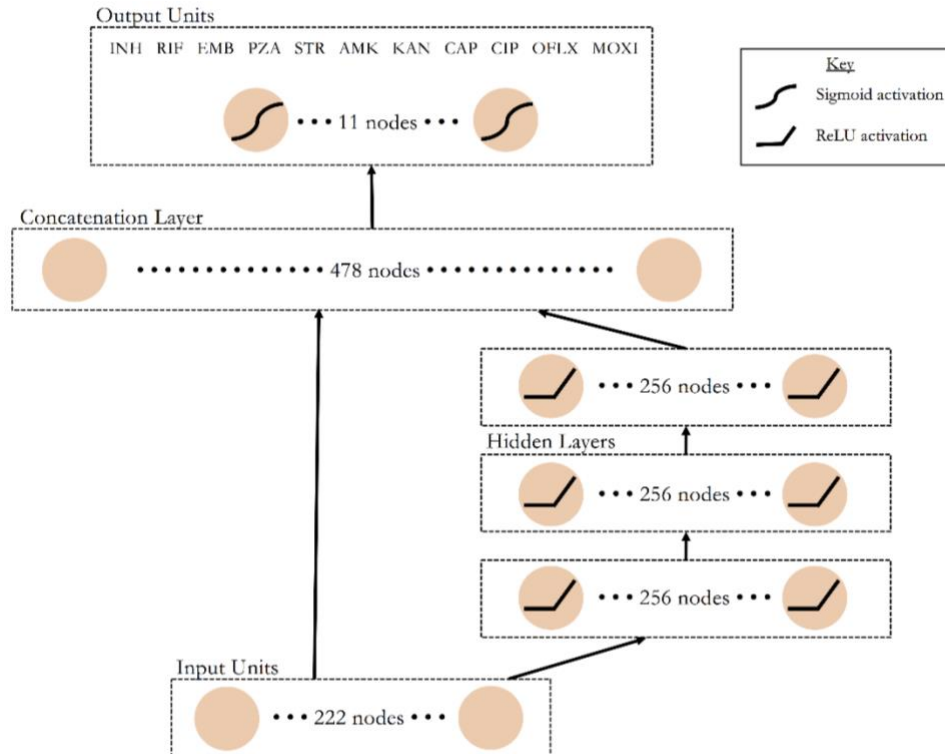 Output Units
INH RIF EMB PZA STR AMK KAN CAP CIP OFLX MOXI
••• 11 nodes •••
Key
Sigmoid activation
ReLU activation
Concatenation Layer
••••••••••••• 478 nodes •••••••••••••
••• 256 nodes •••
Hidden Layers
••• 256 nodes •••
••• 256 nodes •••
Input Units
••• 222 nodes •••